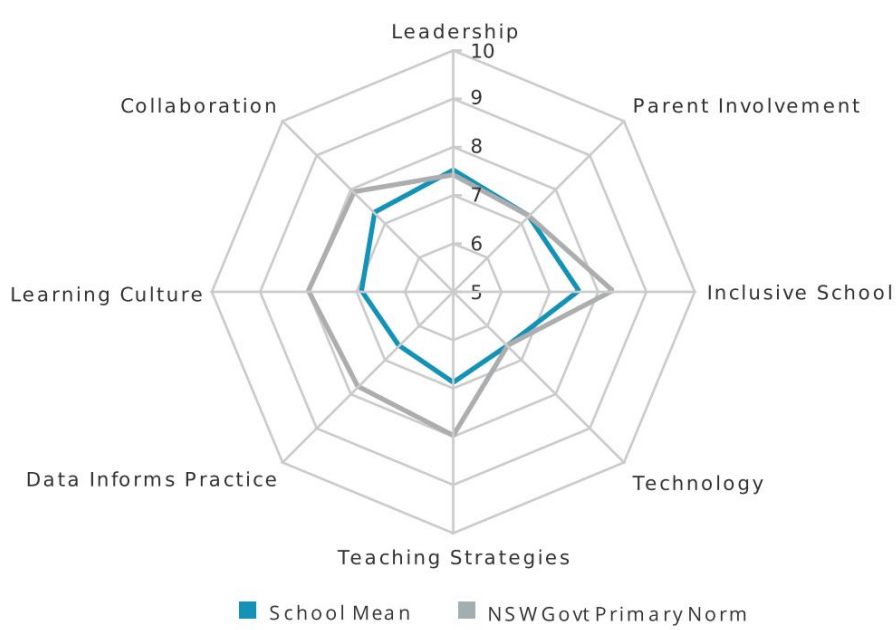 Leadership
10
9
8
7
6
5
Collaboration
Parent Involvement
Learning Culture
Inclusive School
Data Informs Practice
Technology
Teaching Strategies
School Mean
NSW Govt Primary Norm